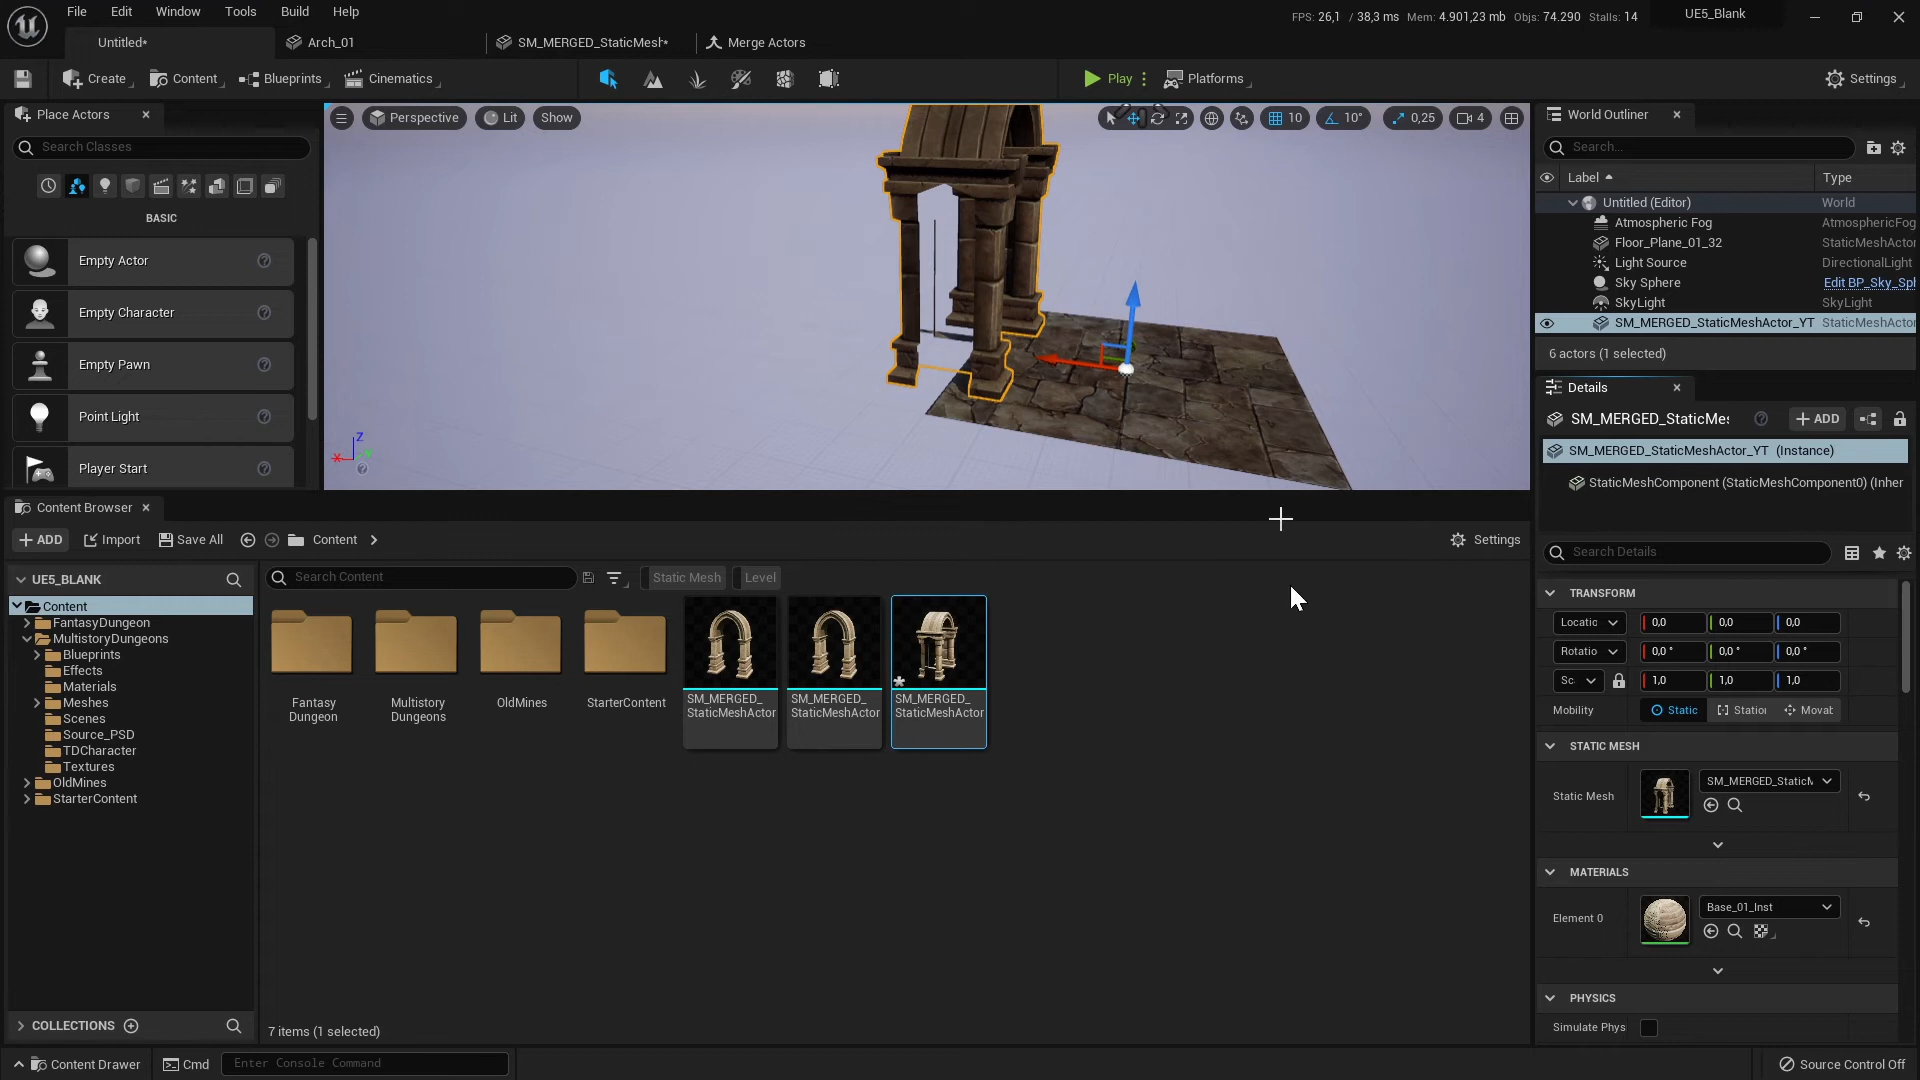 File Edit Window Tools Build Help
FPS: 26,1 / 38,3 ms Mem: 4.901,23 mb Objs: 74.290 Stalls: 14
UE5_Blank
Untitled*
Arch_01
SM_MERGED_StaticMesh*
Merge Actors
Create
Content
Blueprints
Cinematics
Play
Platforms
Settings
Place Actors
Search Classes
BASIC
Empty Actor
Empty Character
Empty Pawn
Point Light
Player Start
Perspective
Lit
Show
10
10°
0,25
4
Z
World Outliner
Search...
Label
Type
Untitled (Editor) World
Atmospheric Fog AtmosphericFog
Floor_Plane_01_32 StaticMeshActor
Light Source DirectionalLight
Sky Sphere Edit BP_Sky_Sph
SkyLight SkyLight
SM_MERGED_StaticMeshActor_YT StaticMeshActor
6 actors (1 selected)
Details
SM_MERGED_StaticMes
ADD
SM_MERGED_StaticMeshActor_YT (Instance)
StaticMeshComponent (StaticMeshComponent0) (Inher
Search Details
TRANSFORM
Locatic 0,0 0,0 0,0
Rotatio 0,0 ° 0,0 ° 0,0 °
Sc 1,0 1,0 1,0
Mobility Static Station Movab
STATIC MESH
Static Mesh
SM_MERGED_StaticM
MATERIALS
Element 0
Base_01_Inst
PHYSICS
Simulate Phys
Content Browser
ADD
Import
Save All
Content
Settings
UE5_BLANK
Content
FantasyDungeon
MultistoryDungeons
Blueprints
Effects
Materials
Meshes
Scenes
Source_PSD
TDCharacter
Textures
OldMines
StarterContent
COLLECTIONS
Search Content
Static Mesh
Level
Fantasy
Dungeon
Multistory
Dungeons
OldMines
StarterContent
SM_MERGED_
StaticMeshActor
SM_MERGED_
StaticMeshActor
SM_MERGED_
StaticMeshActor
7 items (1 selected)
Content Drawer
Cmd
Enter Console Command
Source Control Off